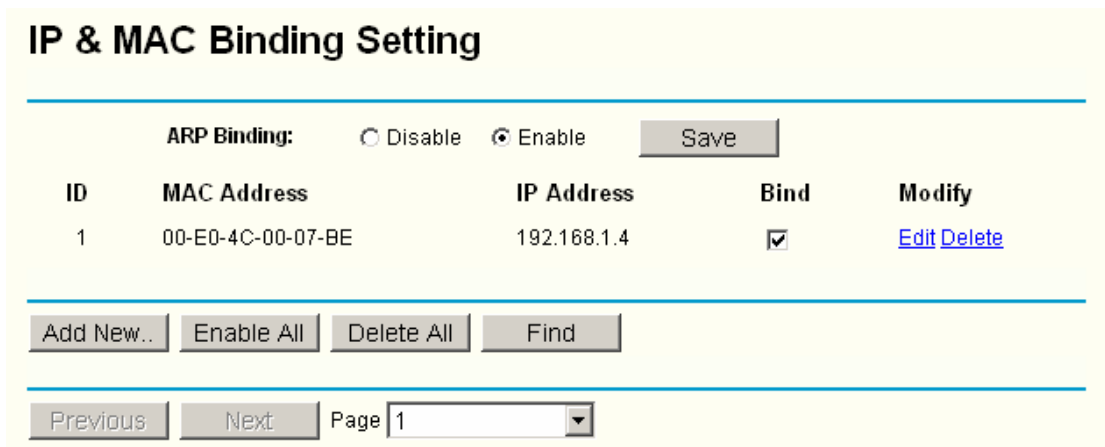 IP & MAC Binding Setting
ARP Binding: Disable Enable Save
ID MAC Address IP Address Bind Modify
1 00-E0-4C-00-07-BE 192.168.1.4 Edit Delete
Add New.. Enable All Delete All Find
Previous Next Page 1